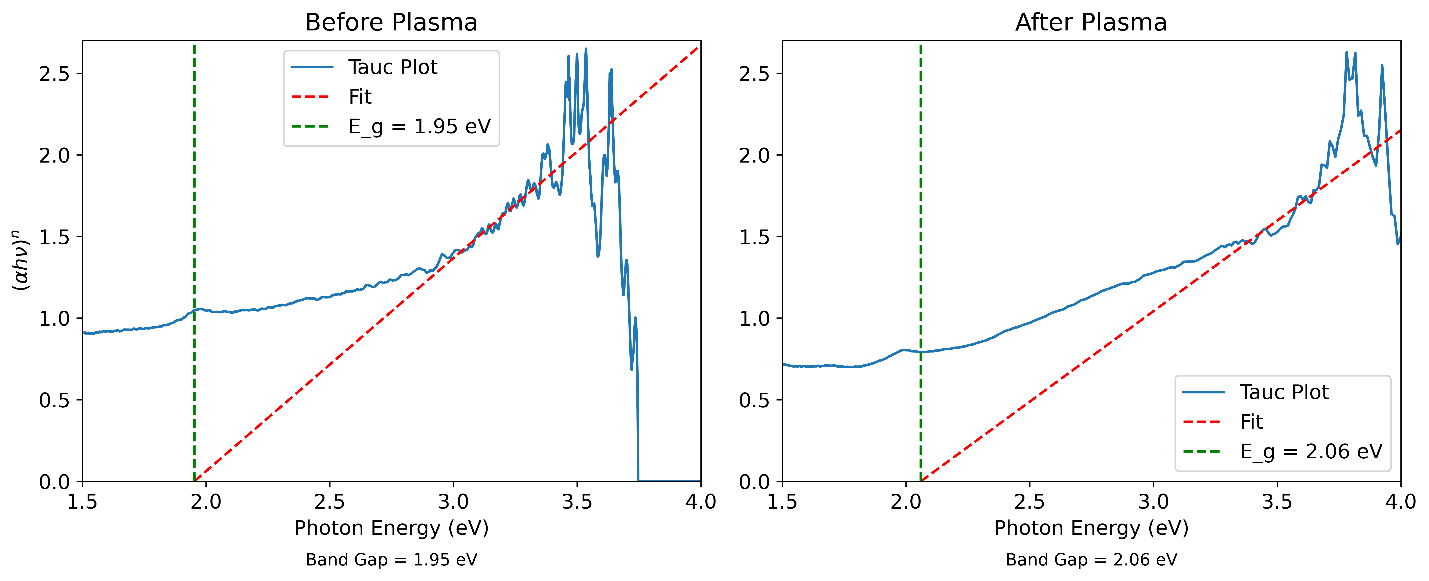 Before Plasma
2.5
2.0
1.5
1.0
0.5
0.0
(αhν)ⁿ
Tauc Plot
Fit
E_g = 1.95 eV
1.5 2.0 2.5 3.0 3.5 4.0
Photon Energy (eV)
Band Gap = 1.95 eV
After Plasma
2.5
2.0
1.5
1.0
0.5
0.0
Tauc Plot
Fit
E_g = 2.06 eV
1.5 2.0 2.5 3.0 3.5 4.0
Photon Energy (eV)
Band Gap = 2.06 eV